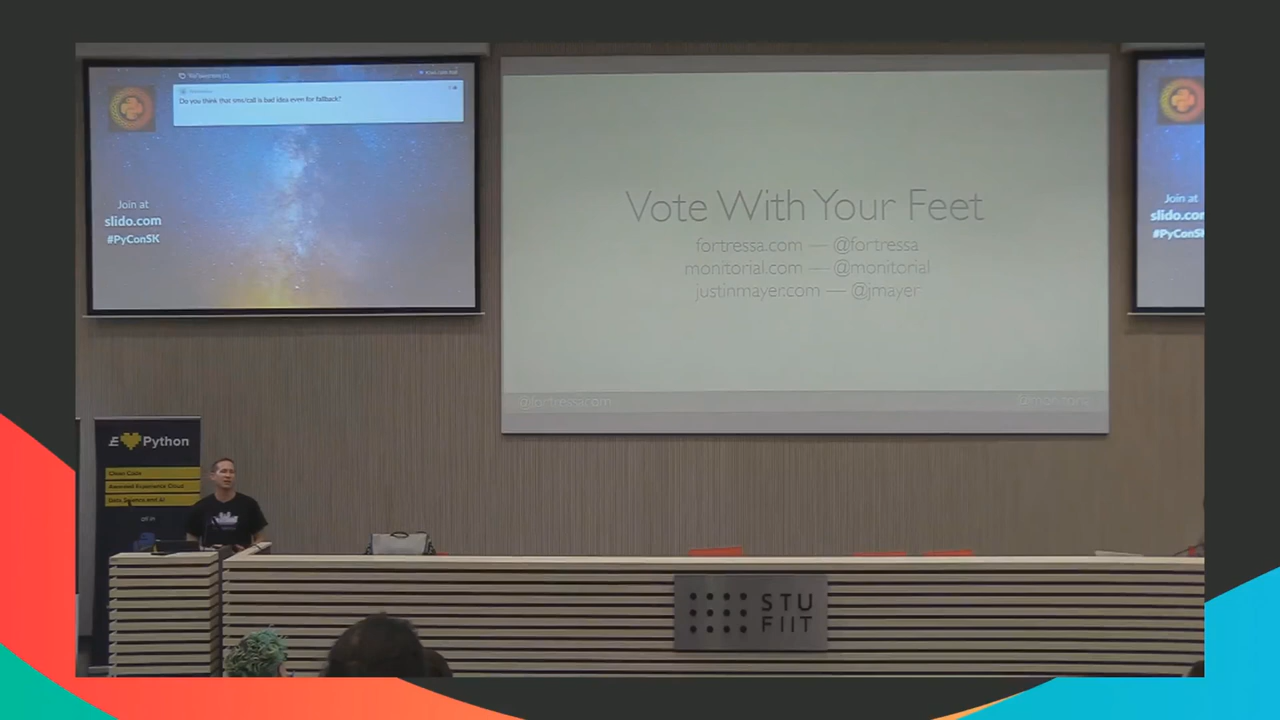 Do you think that sms/call is bad idea even for fallback?
Join at
slido.com
#PyConSK
Vote With Your Feet
fortressa.com — @fortressa
monitorial.com — @monitorial
justinmayer.com — @jmayer
@fortressacom
Join at
slido.co
#PyConS
Python
Clean Code
Data Science and AI
STU
FIIT